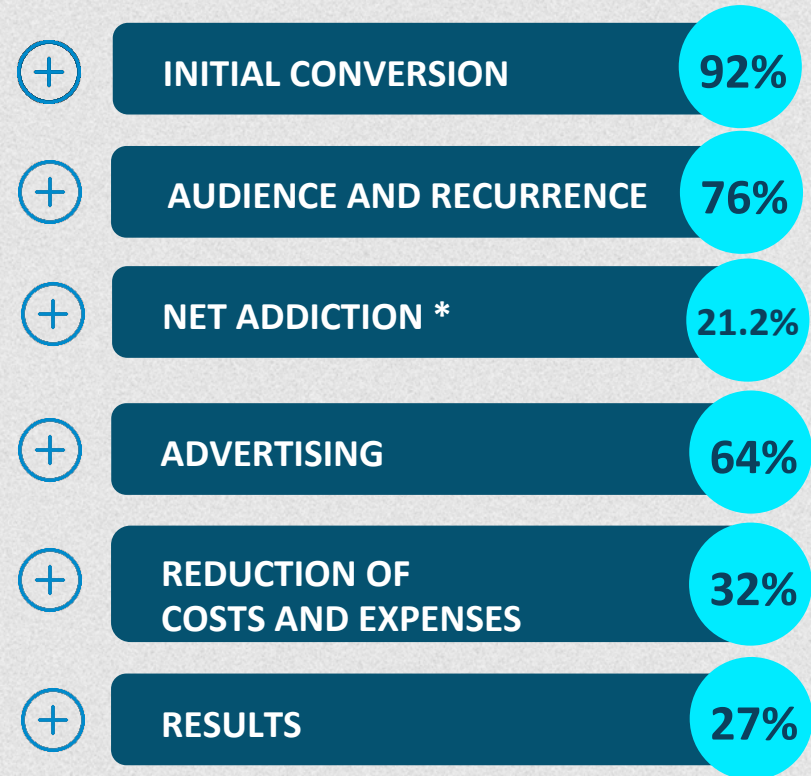 INITIAL CONVERSION 92%
AUDIENCE AND RECURRENCE 76%
NET ADDICTION * 21.2%
ADVERTISING 64%
REDUCTION OF
COSTS AND EXPENSES 32%
RESULTS 27%